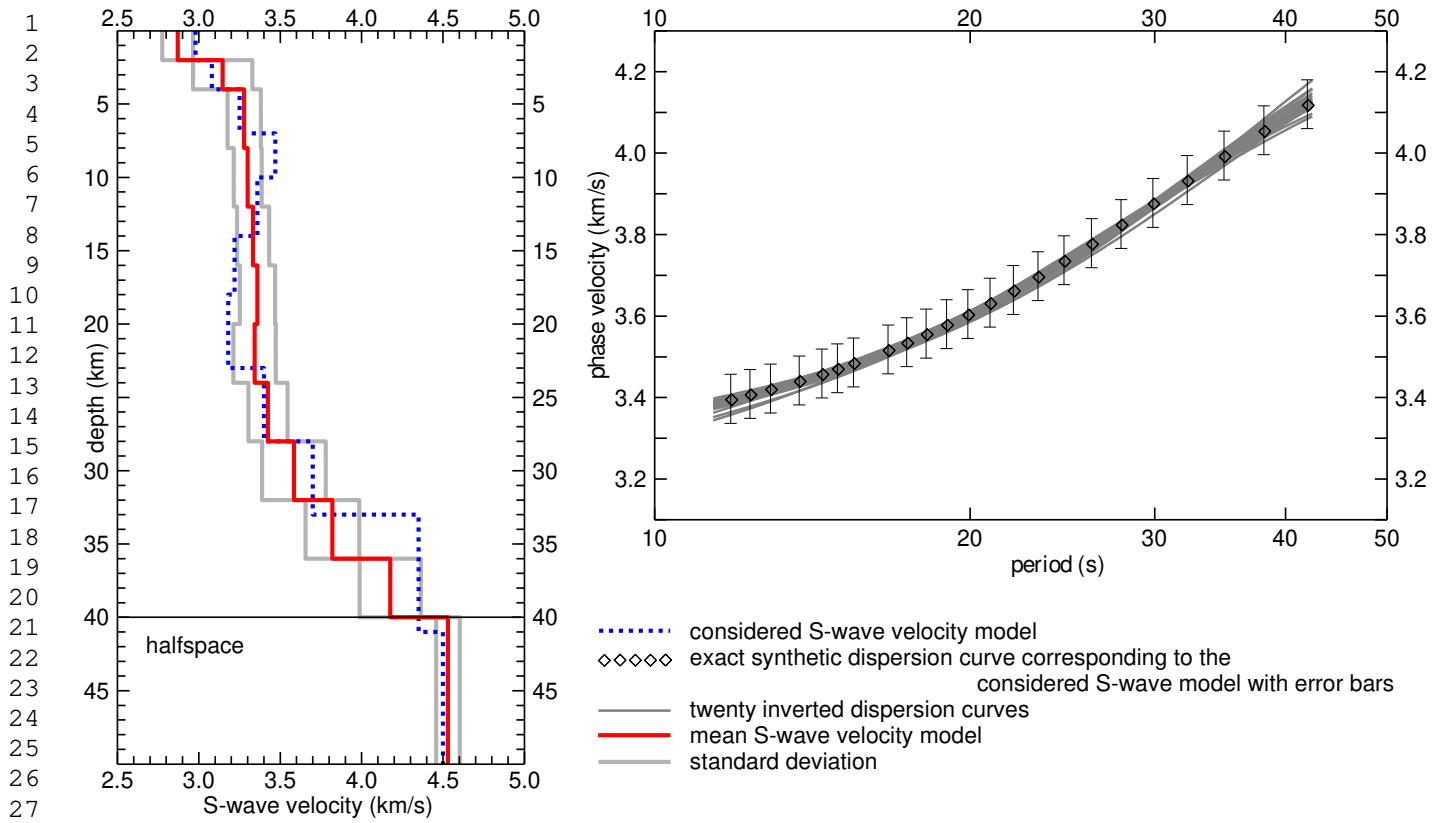 1
2
3
4
5
6
7
8
9
10
11
12
13
14
15
16
17
18
19
20
21
22
23
24
25
26
27
2.5 3.0 3.5 4.0 4.5 5.0
5 5
10 10
15 15
20 20
25 25
30 30
35 35
40 40
45 45
depth (km)
halfspace
2.5 3.0 3.5 4.0 4.5 5.0
S-wave velocity (km/s)
10 20 30 40 50
4.2 4.2
4.0 4.0
3.8 3.8
3.6 3.6
3.4 3.4
3.2 3.2
phase velocity (km/s)
10 20 30 40 50
period (s)
considered S-wave velocity model
exact synthetic dispersion curve corresponding to the
considered S-wave model with error bars
twenty inverted dispersion curves
mean S-wave velocity model
standard deviation